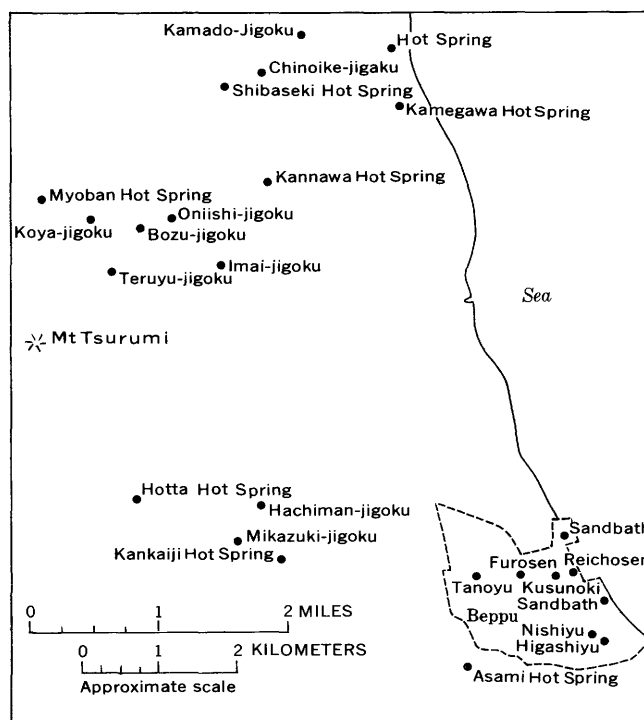 Kamado-Jigoku
Hot Spring
Chinoike-jigaku
Shibaseki Hot Spring
Kamegawa Hot Spring
Kannawa Hot Spring
Myoban Hot Spring
Oniishi-jigoku
Koya-jigoku
Bozu-jigoku
Imai-jigoku
Teruyu-jigoku
Sea
Mt Tsurumi
Hotta Hot Spring
Hachiman-jigoku
Mikazuki-jigoku
Kankaiji Hot Spring
Sandbath
Furosen
Reichosen
Tanoyu
Kusunoki
Sandbath
Beppu
Nishiyu
Higashiyu
Asami Hot Spring
0 1 2 MILES
0 1 2 KILOMETERS
Approximate scale